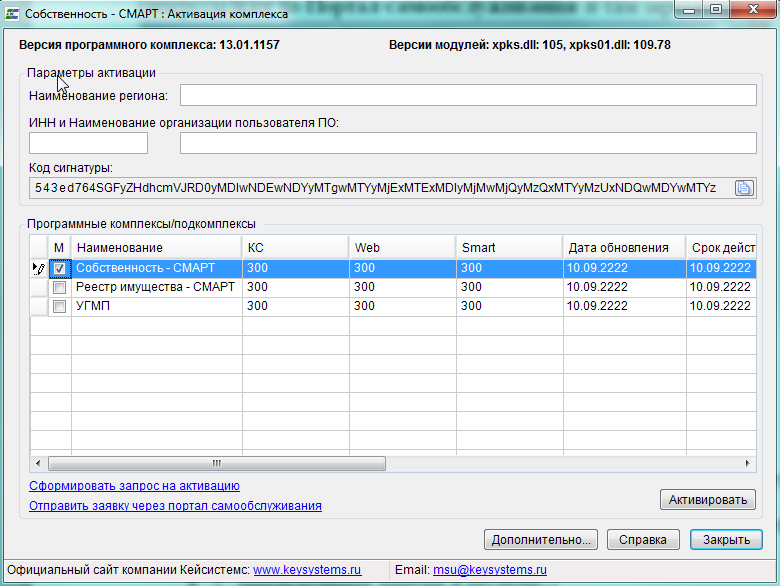 Собственность - СМАРТ : Активация комплекса
Версия программного комплекса: 13.01.1157 Версии модулей: xpks.dll: 105, xpks01.dll: 109.78
Параметры активации
Наименование региона:
ИНН и Наименование организации пользователя ПО:
Код сигнатуры:
543ed764SGFyZHdhcmVJRD0yMDIwNDEwNDYyMTgwMTYyMjExMTExMDIyMjMwMjQyMzQxMTYyMzUxNDQwMDYwMTYz
Программные комплексы/подкомплексы
М Наименование КС Web Smart Дата обновления Срок дейст
Собственность - СМАРТ 300 300 300 10.09.2222 10.09.2222
Реестр имущества - СМАРТ 300 300 300 10.09.2222 10.09.2222
УГМП 300 300 300 10.09.2222 10.09.2222
Сформировать запрос на активацию
Отправить заявку через портал самообслуживания
Активировать
Дополнительно... Справка Закрыть
Официальный сайт компании Кейсистемс: www.keysystems.ru Email: msu@keysystems.ru